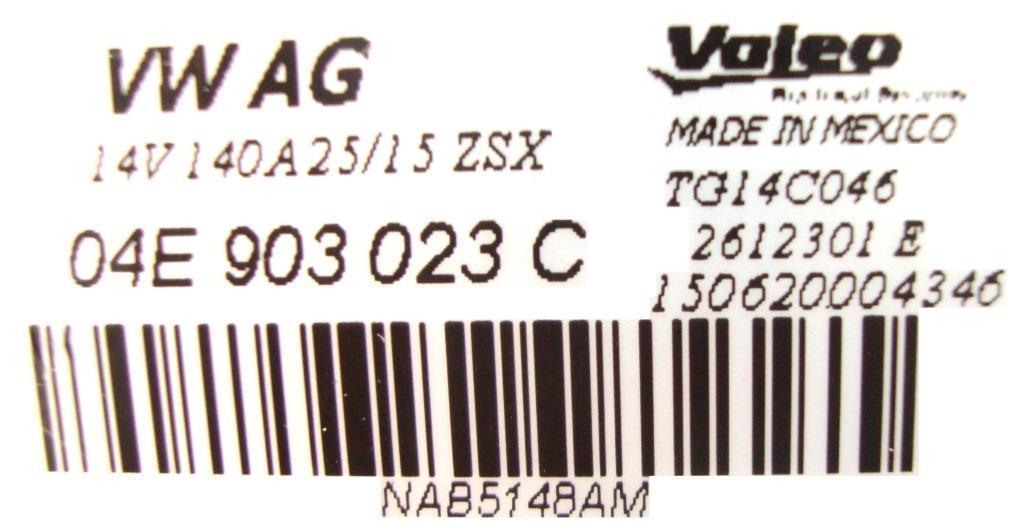 VW AG
14V 140A 25/15 ZSX
04E 903 023 C
Valeo
MADE IN MEXICO
TG14C046
2612301 E
150620004346
NAB5148AM